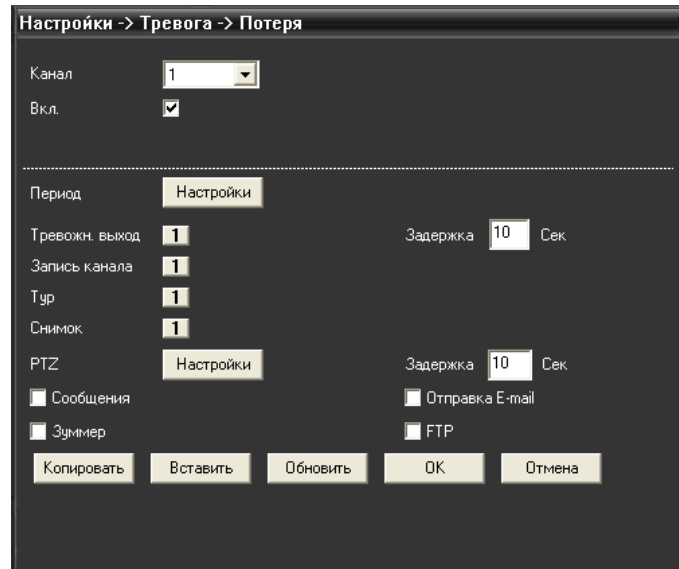 Настройки -> Тревога -> Потеря
Канал 1
Вкл.
Период Настройки
Тревожн. выход 1 Задержка 10 Сек
Запись канала 1
Тур 1
Снимок 1
PTZ Настройки Задержка 10 Сек
Сообщения Отправка E-mail
Зуммер FTP
Копировать Вставить Обновить OK Отмена